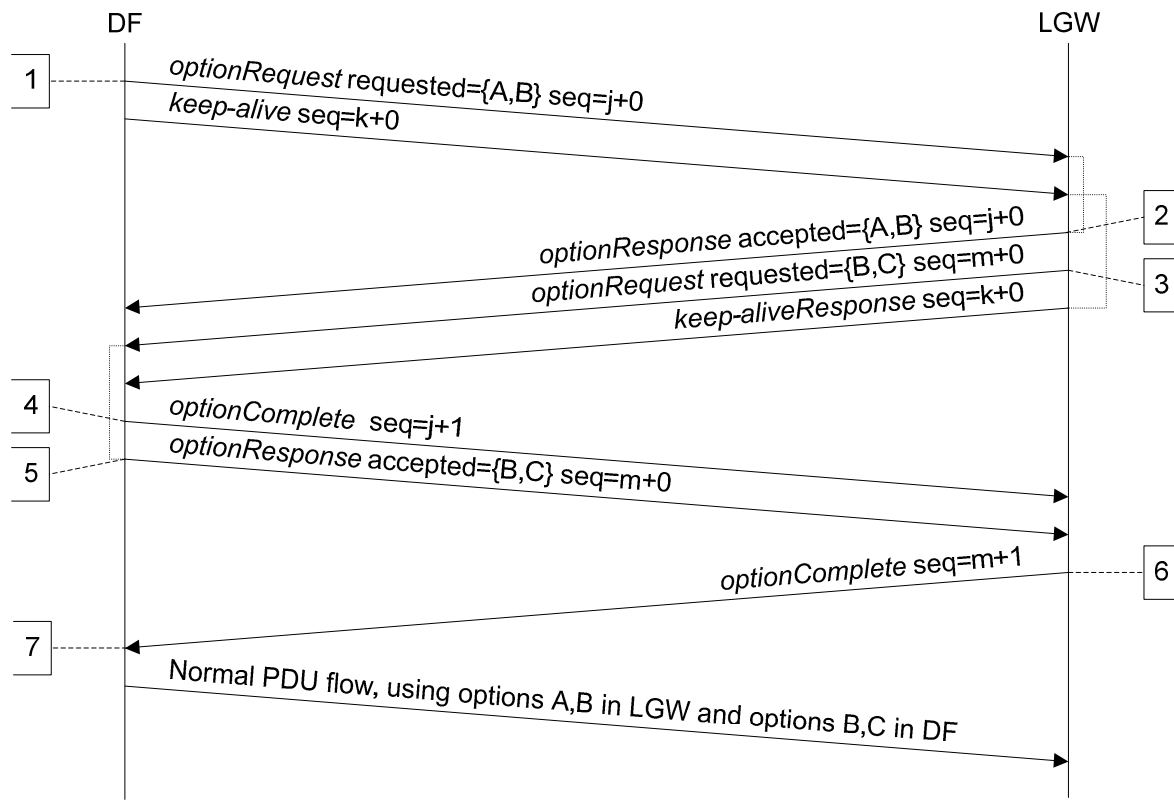 DF
LGW
1
optionRequest requested={A,B} seq=j+0
keep-alive seq=k+0
optionResponse accepted={A,B} seq=j+0
2
optionRequest requested={B,C} seq=m+0
3
keep-aliveResponse seq=k+0
4
optionComplete seq=j+1
optionResponse accepted={B,C} seq=m+0
5
optionComplete seq=m+1
6
7
Normal PDU flow, using options A,B in LGW and options B,C in DF